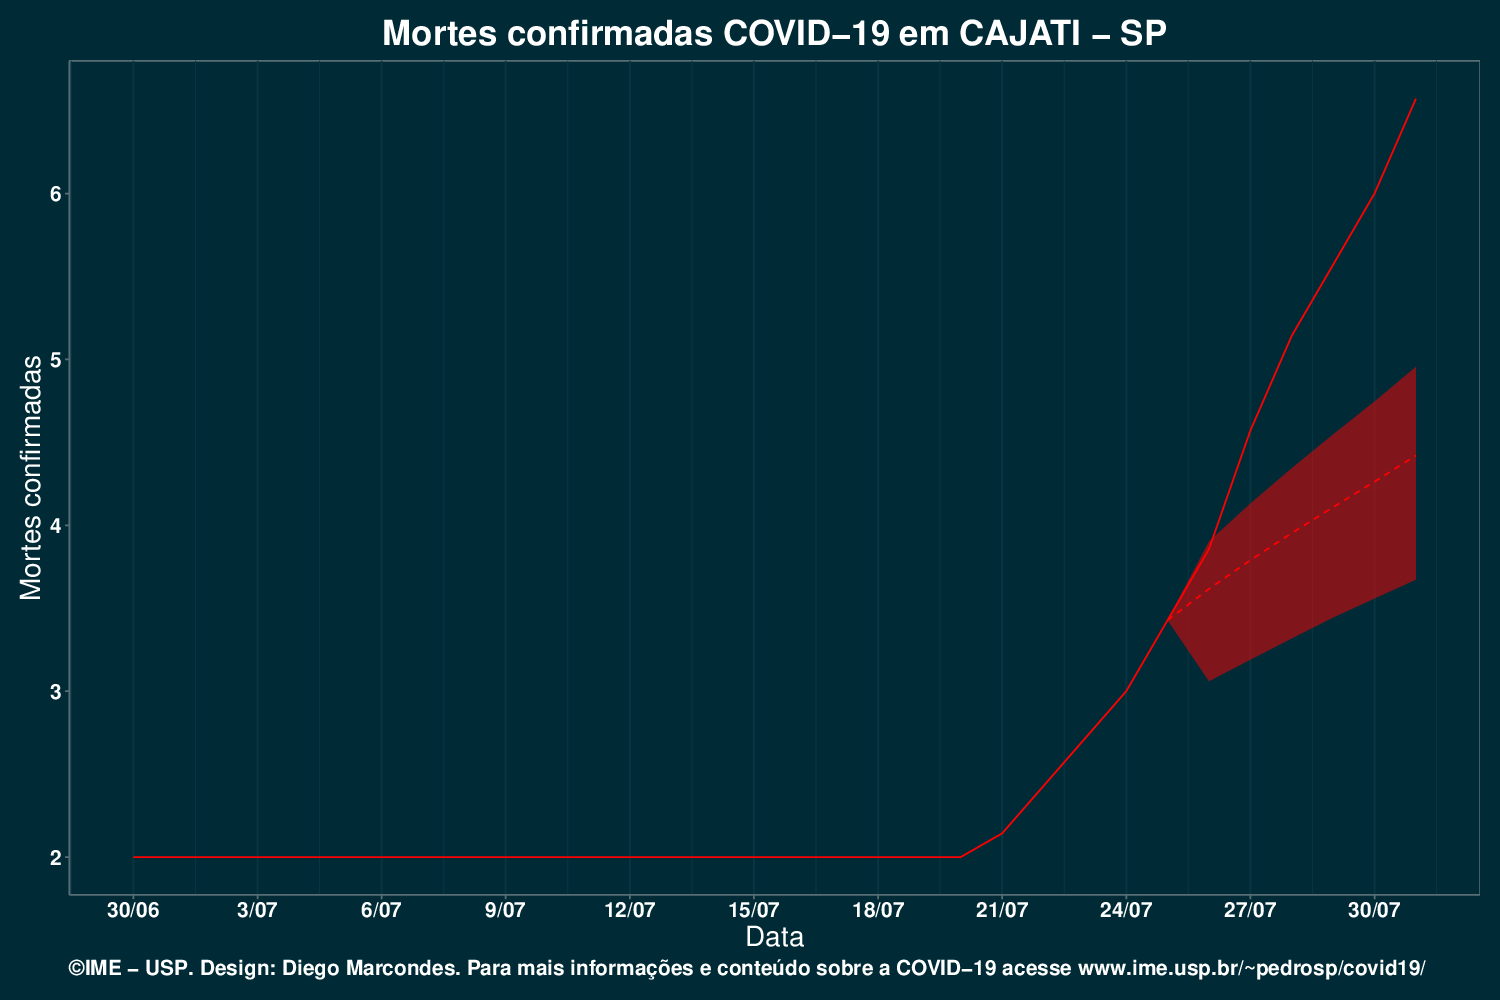 Mortes confirmadas COVID−19 em CAJATI − SP
Mortes confirmadas
6
5
4
3
2
30/06 3/07 6/07 9/07 12/07 15/07 18/07 21/07 24/07 27/07 30/07
Data
©IME − USP. Design: Diego Marcondes. Para mais informações e conteúdo sobre a COVID−19 acesse www.ime.usp.br/~pedrosp/covid19/